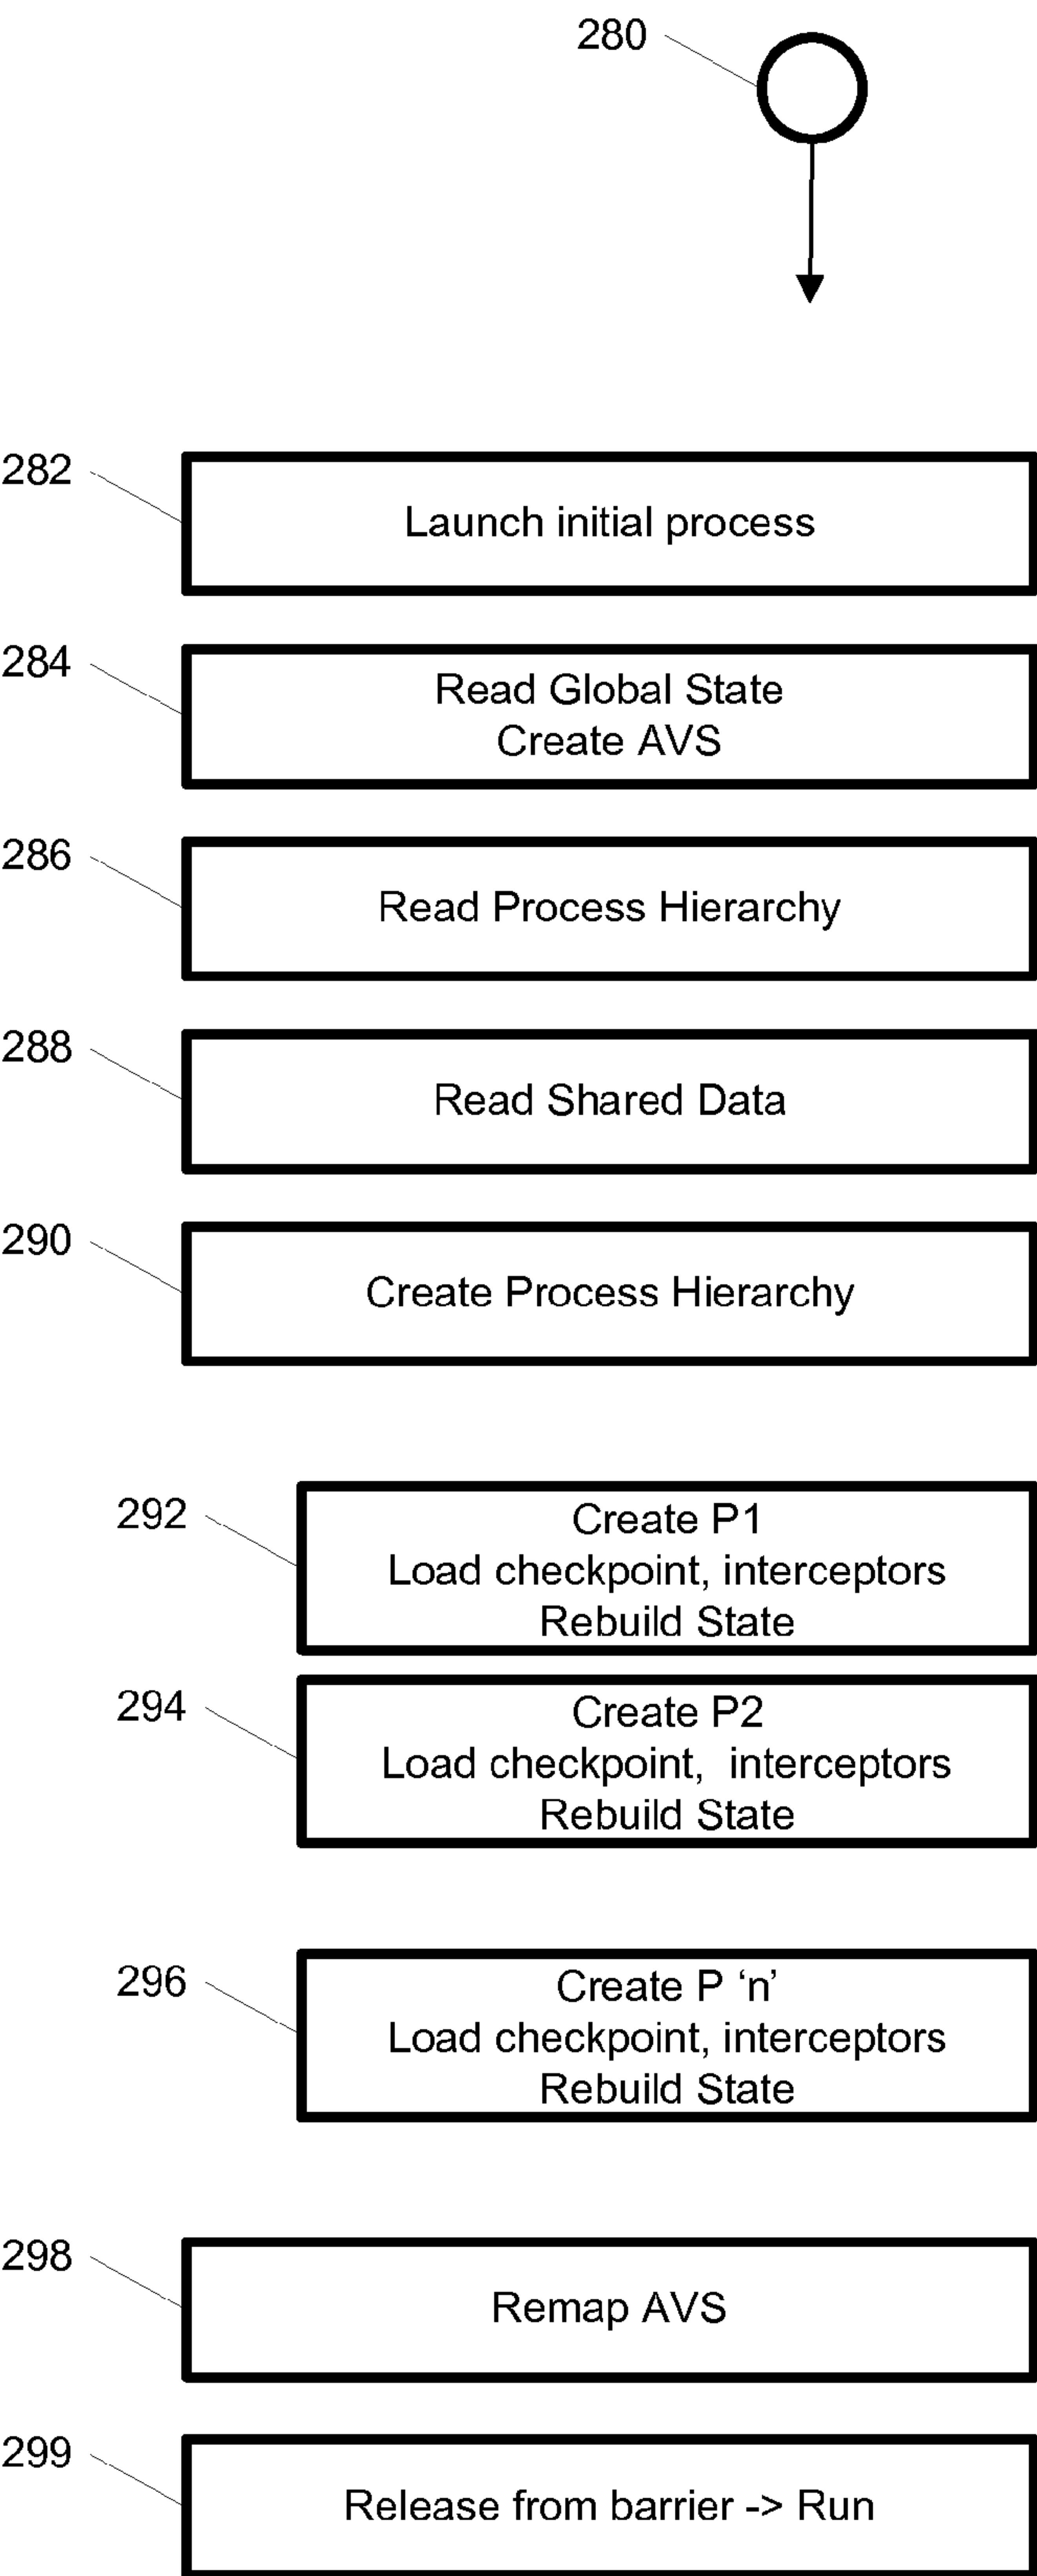 280
282
Launch initial process
284
Read Global State
Create AVS
286
Read Process Hierarchy
288
Read Shared Data
290
Create Process Hierarchy
292
Create P1
Load checkpoint, interceptors
Rebuild State
294
Create P2
Load checkpoint,  interceptors
Rebuild State
296
Create P ‘n’
Load checkpoint, interceptors
Rebuild State
298
Remap AVS
299
Release from barrier -> Run